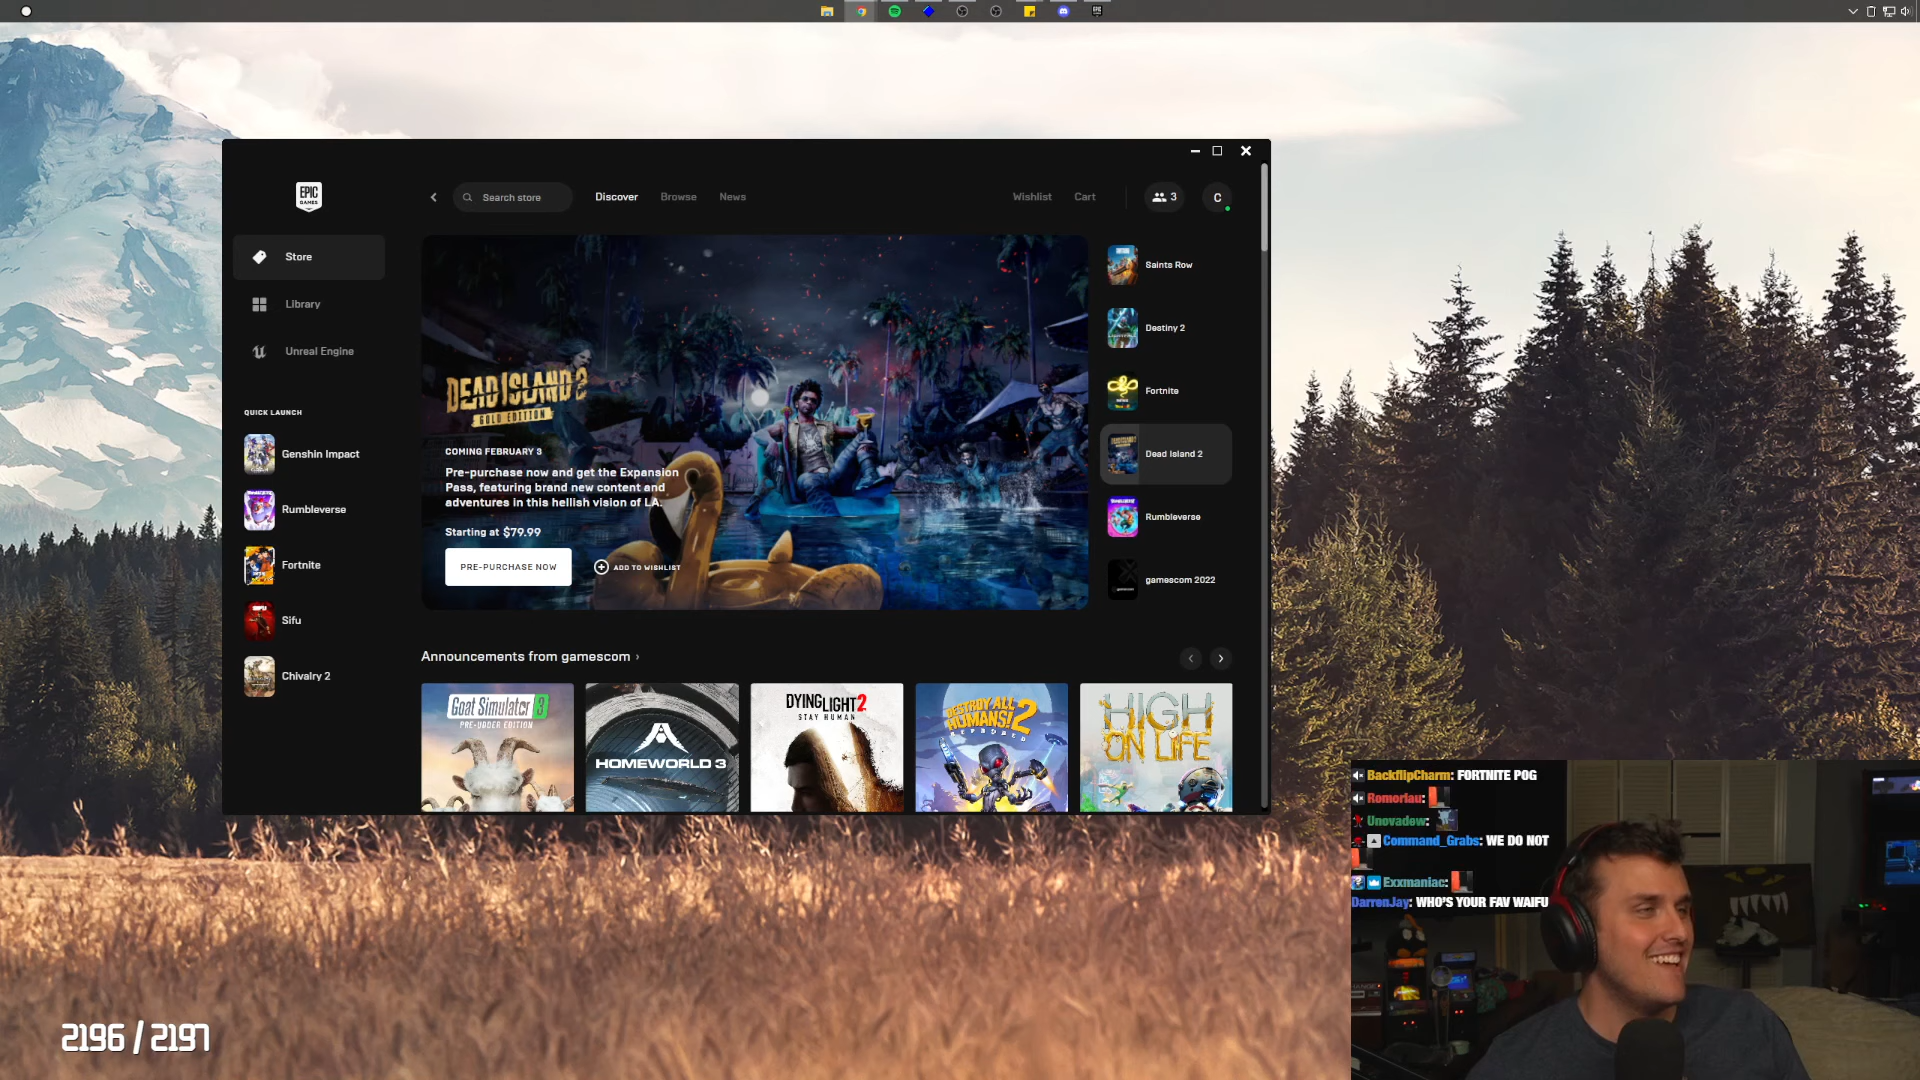 EPIC
GAMES
Search store
Discover
Browse
News
Wishlist
Cart
3
C
Store
Library
Unreal Engine
QUICK LAUNCH
Genshin Impact
Rumbleverse
Fortnite
Sifu
Chivalry 2
DEAD ISLAND 2
GOLD EDITION
COMING FEBRUARY 3
Pre-purchase now and get the Expansion
Pass, featuring brand new content and
adventures in this hellish vision of LA.
Starting at $79.99
PRE-PURCHASE NOW
ADD TO WISHLIST
Saints Row
Destiny 2
Fortnite
Dead Island 2
Rumbleverse
gamescom 2022
Announcements from gamescom
Goat Simulator 3
PRE-UDDER EDITION
HOMEWORLD 3
DYING LIGHT 2
STAY HUMAN
DESTROY ALL
HUMANS! 2
REPROBED
HIGH
ON LIFE
BackflipCharm: FORTNITE POG
Romorlau:
Unovadew:
Command_Grabs: WE DO NOT
Exxmaniac:
DarrenJay: WHO'S YOUR FAV WAIFU
2196 / 2197